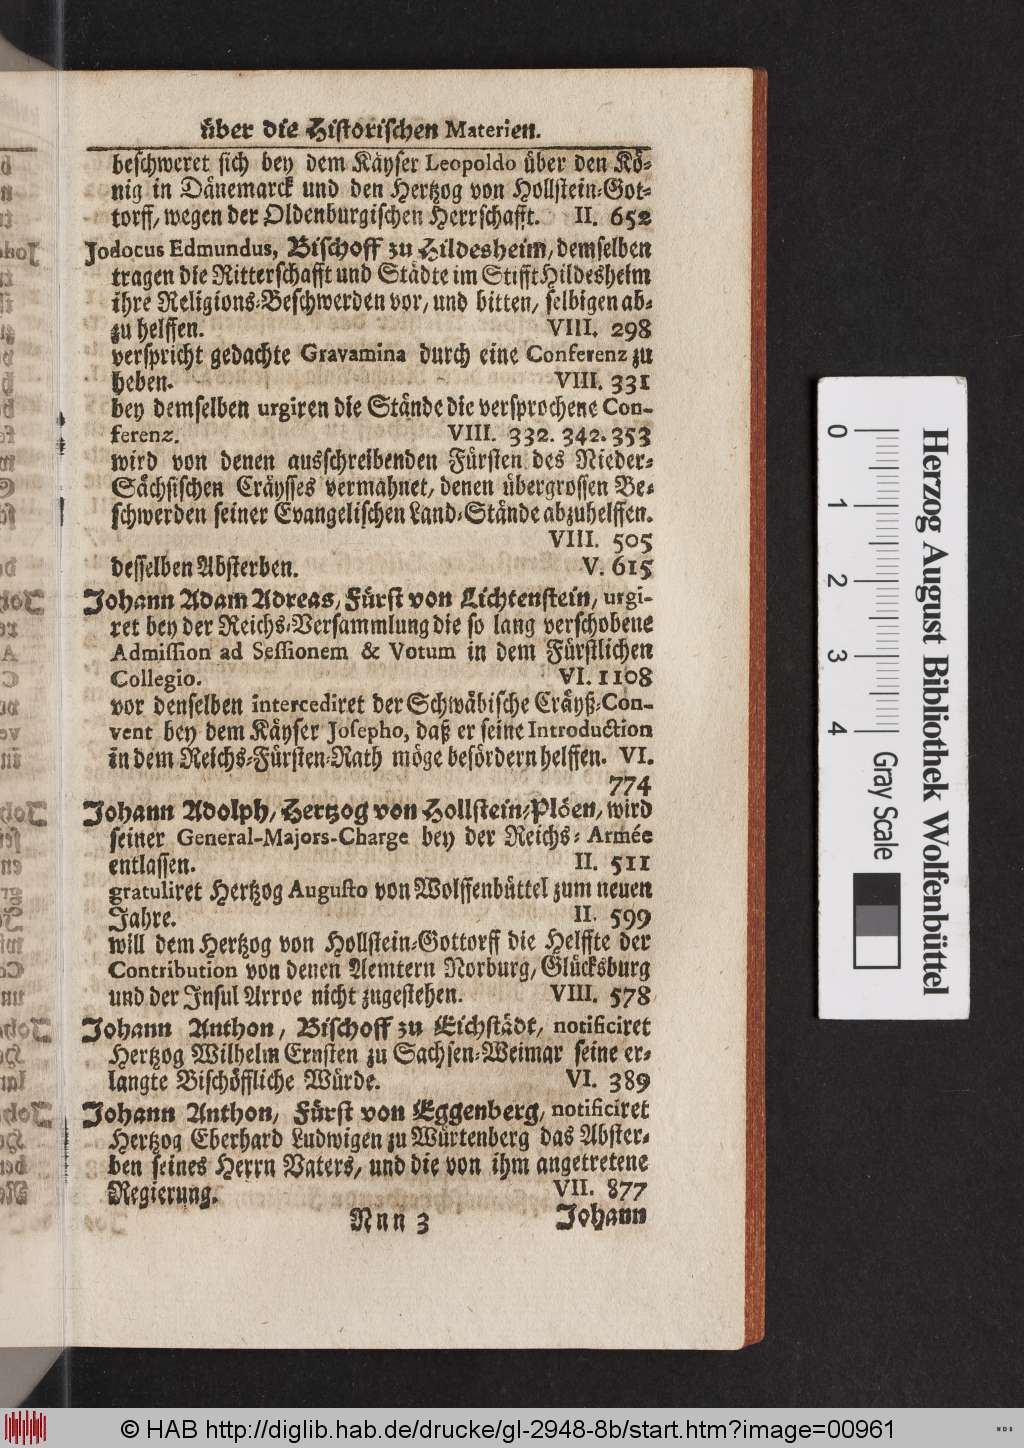 über die Historischen Materien.
beschweret sich bey dem Käyser Leopoldo über den Kö-
nig in Dänemarck und den Hertzog von Hollstein-Got-
torff, wegen der Oldenburgischen Herrschafft. II. 652
Jodocus Edmundus, Bischoff zu Hildesheim, demselben
tragen die Ritterschafft und Städte im Stifft Hildesheim
ihre Religions-Beschwerden vor, und bitten, selbigen ab-
zu helffen. VIII. 298
verspricht gedachte Gravamina durch eine Conferenz zu
heben. VIII. 331
bey demselben urgiren die Stände die versprochene Con-
ferenz. VIII. 332. 342. 353
wird von denen ausschreibenden Fürsten des Nieder-
Sächsischen Cräysses vermahnet, denen übergrossen Be-
schwerden seiner Evangelischen Land-Stände abzuhelffen.
VIII. 505
desselben Absterben. V. 615
Johann Adam Adreas, Fürst von Lichtenstein, urgi-
ret bey der Reichs-Versammlung die so lang verschobene
Admission ad Sessionem & Votum in dem Fürstlichen
Collegio. VI. 1108
vor denselben intercediret der Schwäbische Cräyß-Con-
vent bey dem Käyser Josepho, daß er seine Introduction
in dem Reichs-Fürsten-Rath möge befördern helffen. VI.
774
Johann Adolph, Hertzog von Hollstein-Plöen, wird
seiner General-Majors-Charge bey der Reichs-Armée
entlassen. II. 511
gratuliret Hertzog Augusto von Wolffenbüttel zum neuen
Jahre. II. 599
will dem Hertzog von Hollstein-Gottorff die Helffte der
Contribution von denen Aemtern Norburg, Glücksburg
und der Insul Arroe nicht zugestehen. VIII. 578
Johann Anthon, Bischoff zu Eichstädt, notificiret
Hertzog Wilhelm Ernsten zu Sachsen-Weimar seine er-
langte Bischöffliche Würde. VI. 389
Johann Anthon, Fürst von Eggenberg, notificiret
Hertzog Eberhard Ludwigen zu Würtenberg das Abster-
ben seines Herrn Vaters, und die von ihm angetretene
Regierung. VII. 877
Nnn 3 Johann
0 1 2 3 4 Gray Scale
Herzog August Bibliothek Wolfenbüttel
© HAB http://diglib.hab.de/drucke/gl-2948-8b/start.htm?image=00961